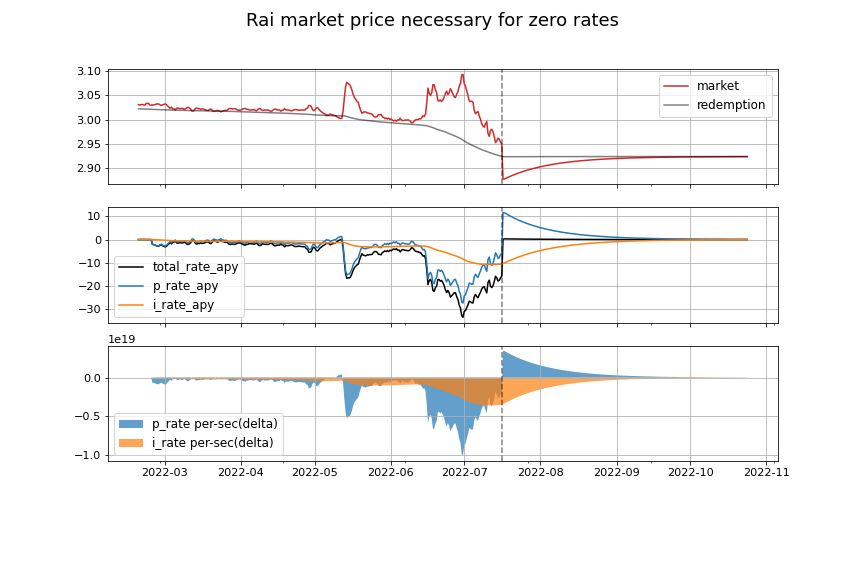 Rai market price necessary for zero rates
3.10
3.05
3.00
2.95
2.90
market
redemption
10
0
−10
−20
−30
total_rate_apy
p_rate_apy
i_rate_apy
1e19
0.0
−0.5
−1.0
p_rate per-sec(delta)
i_rate per-sec(delta)
2022-03 2022-04 2022-05 2022-06 2022-07 2022-08 2022-09 2022-10 2022-11